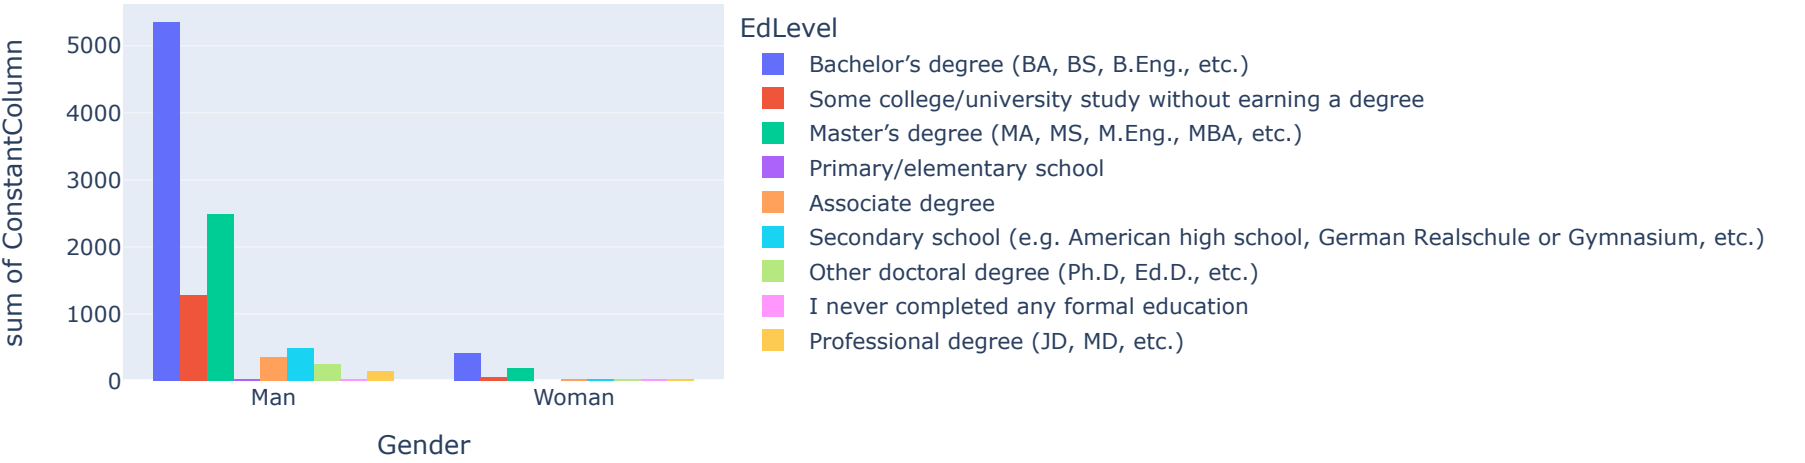 sum of ConstantColumn
5000
4000
3000
2000
1000
0
Man
Woman
Gender
EdLevel
Bachelor’s degree (BA, BS, B.Eng., etc.)
Some college/university study without earning a degree
Master’s degree (MA, MS, M.Eng., MBA, etc.)
Primary/elementary school
Associate degree
Secondary school (e.g. American high school, German Realschule or Gymnasium, etc.)
Other doctoral degree (Ph.D, Ed.D., etc.)
I never completed any formal education
Professional degree (JD, MD, etc.)